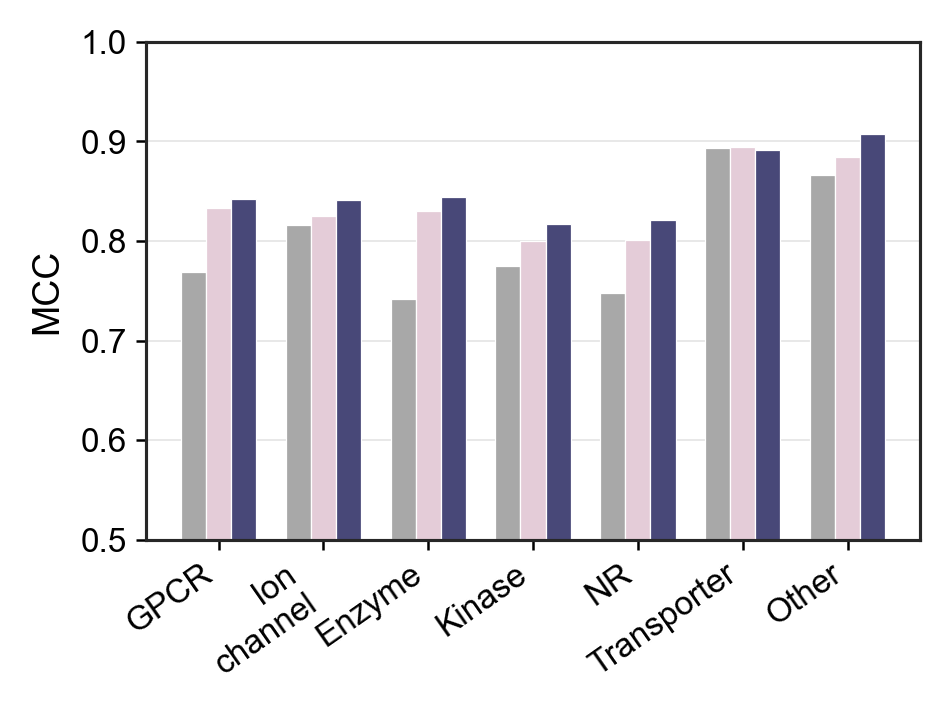 MCC
1.0
0.9
0.8
0.7
0.6
0.5
GPCR
Ion
channel
Enzyme
Kinase
NR
Transporter
Other